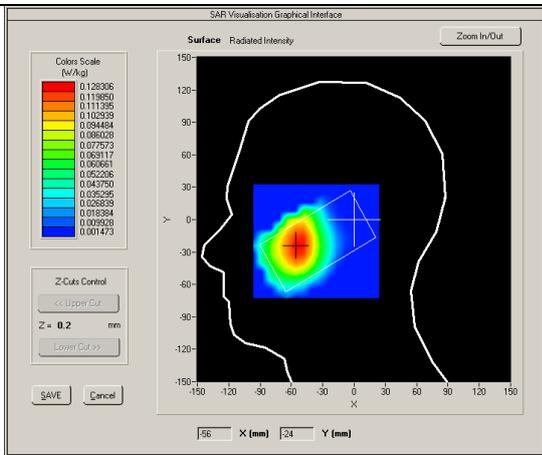 SAR Visualisation Graphical Interface
Surface Radiated Intensity
Zoom In/Out
Colors Scale
(W/kg)
0.128306
0.119850
0.111395
0.102939
0.094484
0.086028
0.077573
0.069117
0.060661
0.052206
0.043750
0.035295
0.026839
0.018384
0.009928
0.001473
Z-Cuts Control
<< Upper Cut
Z = 0.2 mm
Lower Cut >>
SAVE Cancel
150
120
90
60
30
0
-30
-60
-90
-120
-150
Y
-150 -120 -90 -60 -30 0 30 60 90 120 150
X
-56 X (mm) -24 Y (mm)